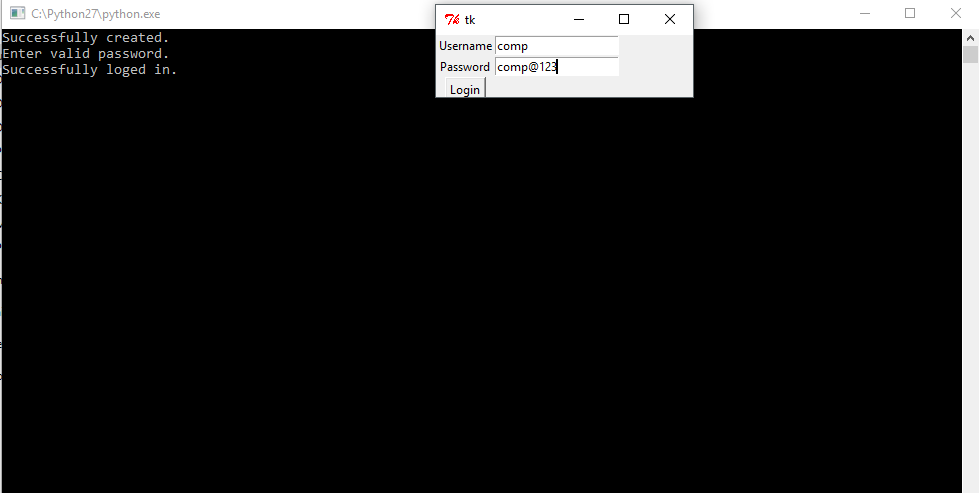 C:\Python27\python.exe
Successfully created.
Enter valid password.
Successfully loged in.
tk
Username comp
Password comp@123
Login